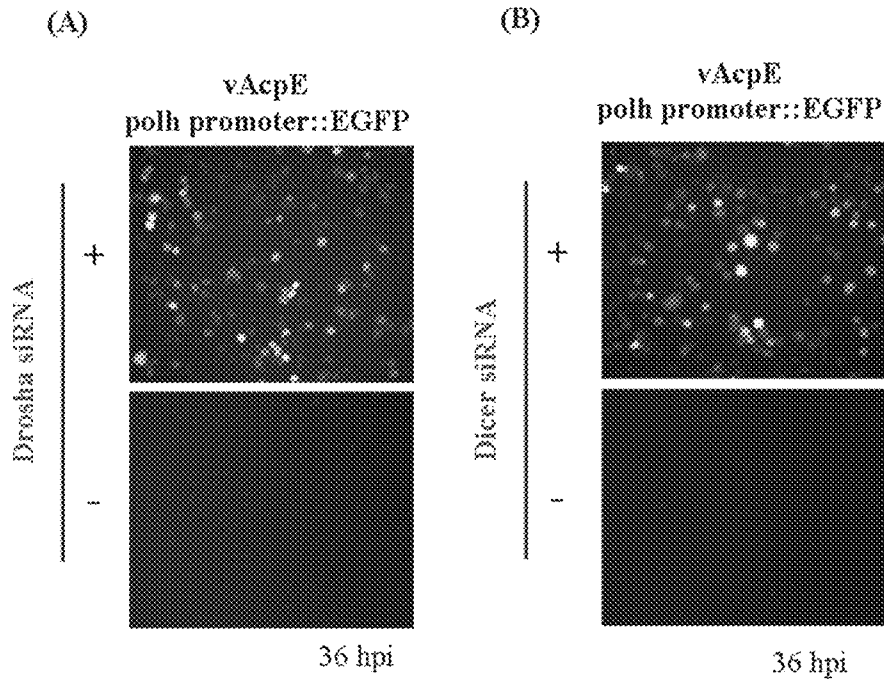 (A)
vAcpE
polh promoter::EGFP
Drosha siRNA
+
-
36 hpi
(B)
vAcpE
polh promoter::EGFP
Dicer siRNA
+
-
36 hpi